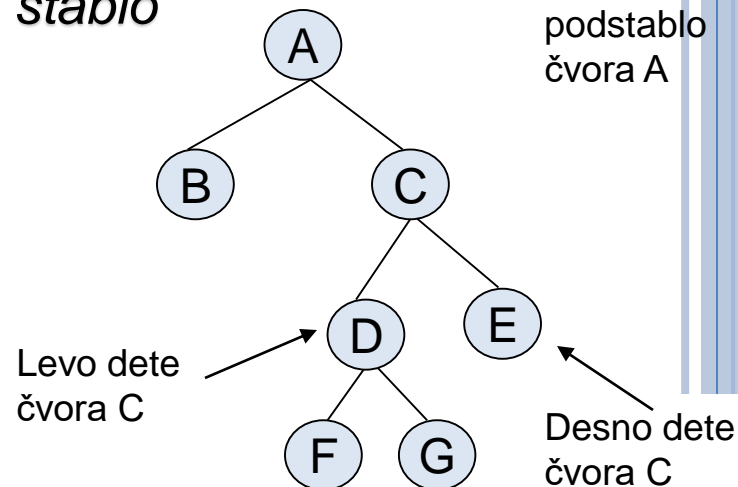 stablo
podstablo
čvora A
A
B
C
D
E
Levo dete
čvora C
Desno dete
čvora C
F
G